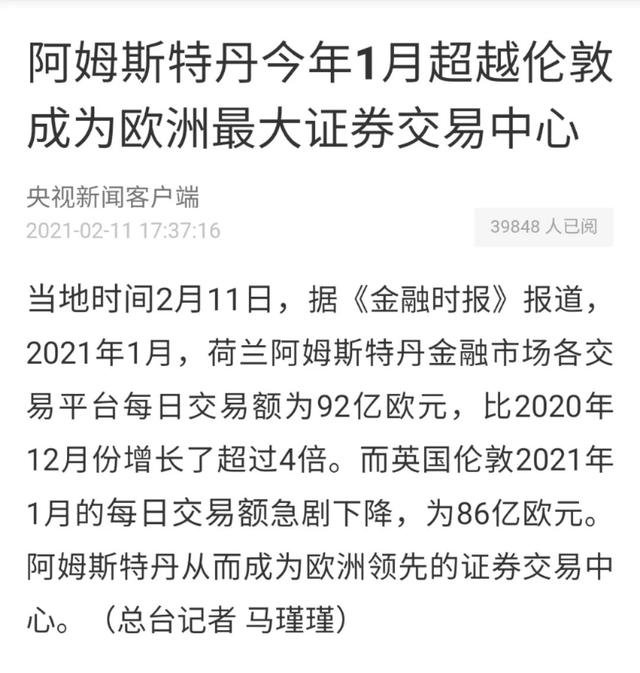 阿姆斯特丹今年1月超越伦敦
成为欧洲最大证券交易中心
央视新闻客户端
2021-02-11 17:37:16
39848 人已阅
当地时间2月11日，据《金融时报》报道，
2021年1月，荷兰阿姆斯特丹金融市场各交
易平台每日交易额为92亿欧元，比2020年
12月份增长了超过4倍。而英国伦敦2021年
1月的每日交易额急剧下降，为86亿欧元。
阿姆斯特丹从而成为欧洲领先的证券交易中
心。（总台记者 马瑾瑾）